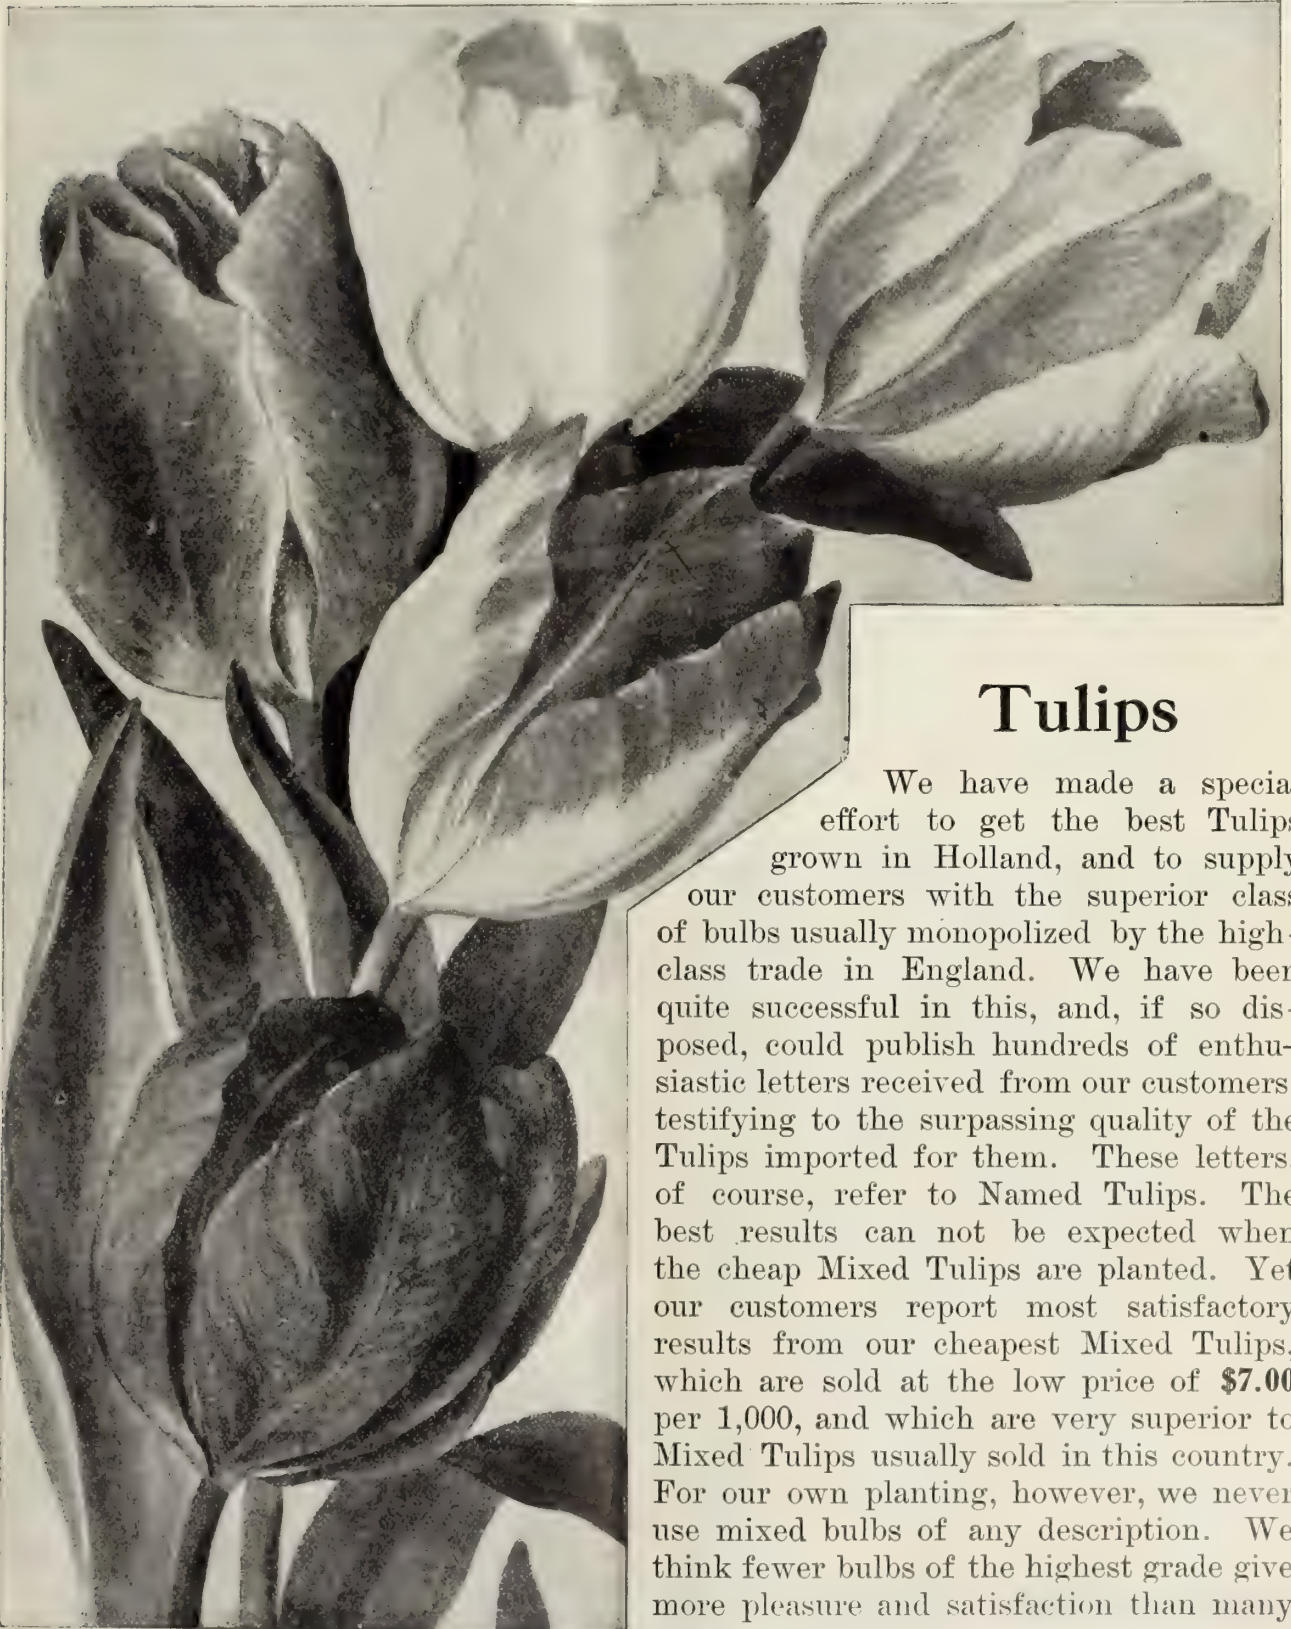 Tulips
We have made a specia
effort to get the best Tulips
grown in Holland, and to supply
our customers with the superior class
of bulbs usually monopolized by the high-
class trade in England. We have been
quite successful in this, and, if so dis-
posed, could publish hundreds of enthu-
siastic letters received from our customers
testifying to the surpassing quality of the
Tulips imported for them. These letters,
of course, refer to Named Tulips. The
best results can not be expected when
the cheap Mixed Tulips are planted. Yet
our customers report most satisfactory
results from our cheapest Mixed Tulips,
which are sold at the low price of $7.00
per 1,000, and which are very superior to
Mixed Tulips usually sold in this country.
For our own planting, however, we never
use mixed bulbs of any description. We
think fewer bulbs of the highest grade give
more pleasure and satisfaction than many